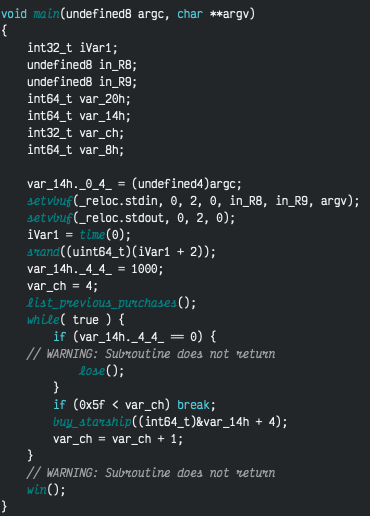 void main(undefined8 argc, char **argv)
{
int32_t iVar1;
undefined8 in_R8;
undefined8 in_R9;
int64_t var_20h;
int64_t var_14h;
int32_t var_ch;
int64_t var_8h;
var_14h._0_4_ = (undefined4)argc;
setvbuf(_reloc.stdin, 0, 2, 0, in_R8, in_R9, argv);
setvbuf(_reloc.stdout, 0, 2, 0);
iVar1 = time(0);
srand((uint64_t)(iVar1 + 2));
var_14h._4_4_ = 1000;
var_ch = 4;
list_previous_purchases();
while( true ) {
if (var_14h._4_4_ == 0) {
// WARNING: Subroutine does not return
lose();
}
if (0x5f < var_ch) break;
buy_starship((int64_t)&var_14h + 4);
var_ch = var_ch + 1;
}
// WARNING: Subroutine does not return
win();
}